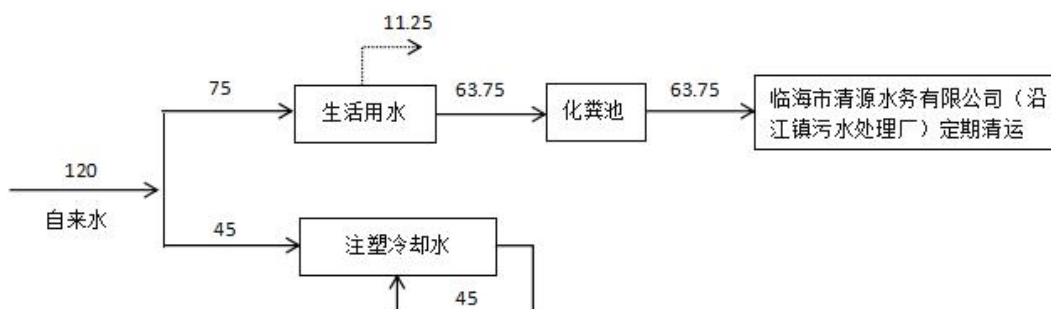 11.25
75
生活用水
63.75
化粪池
63.75
临海市清源水务有限公司（沿
江镇污水处理厂）定期清运
120
自来水
45
注塑冷却水
45